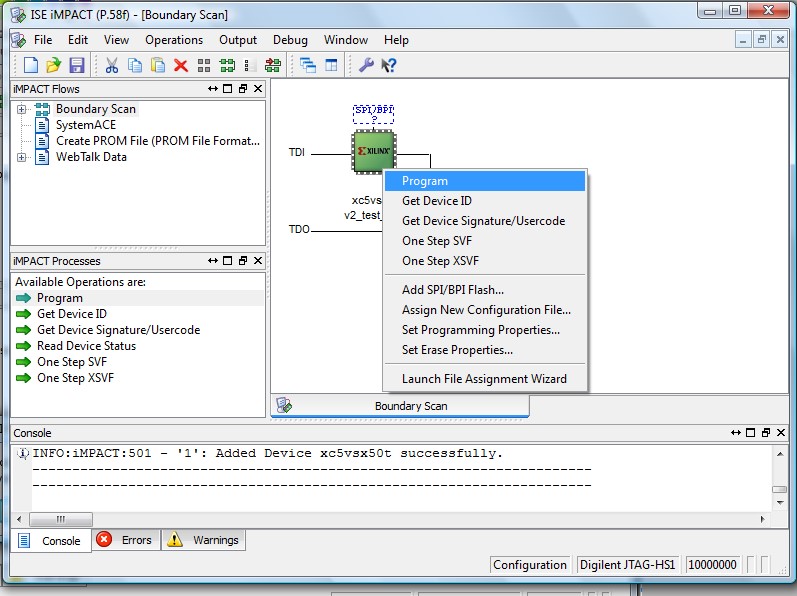 ISE iMPACT (P.58f) - [Boundary Scan]
File Edit View Operations Output Debug Window Help
iMPACT Flows
Boundary Scan
SystemACE
Create PROM File (PROM File Format...
WebTalk Data
SPI/BPI
?
TDI
XILINX
xc5vs
v2_test_
TDO
Program
Get Device ID
Get Device Signature/Usercode
One Step SVF
One Step XSVF
Add SPI/BPI Flash...
Assign New Configuration File...
Set Programming Properties...
Set Erase Properties...
Launch File Assignment Wizard
iMPACT Processes
Available Operations are:
Program
Get Device ID
Get Device Signature/Usercode
Read Device Status
One Step SVF
One Step XSVF
Boundary Scan
Console
INFO:iMPACT:501 - '1': Added Device xc5vsx50t successfully.
----------------------------------------------------------------------
----------------------------------------------------------------------
Console Errors Warnings
Configuration Digilent JTAG-HS1 10000000